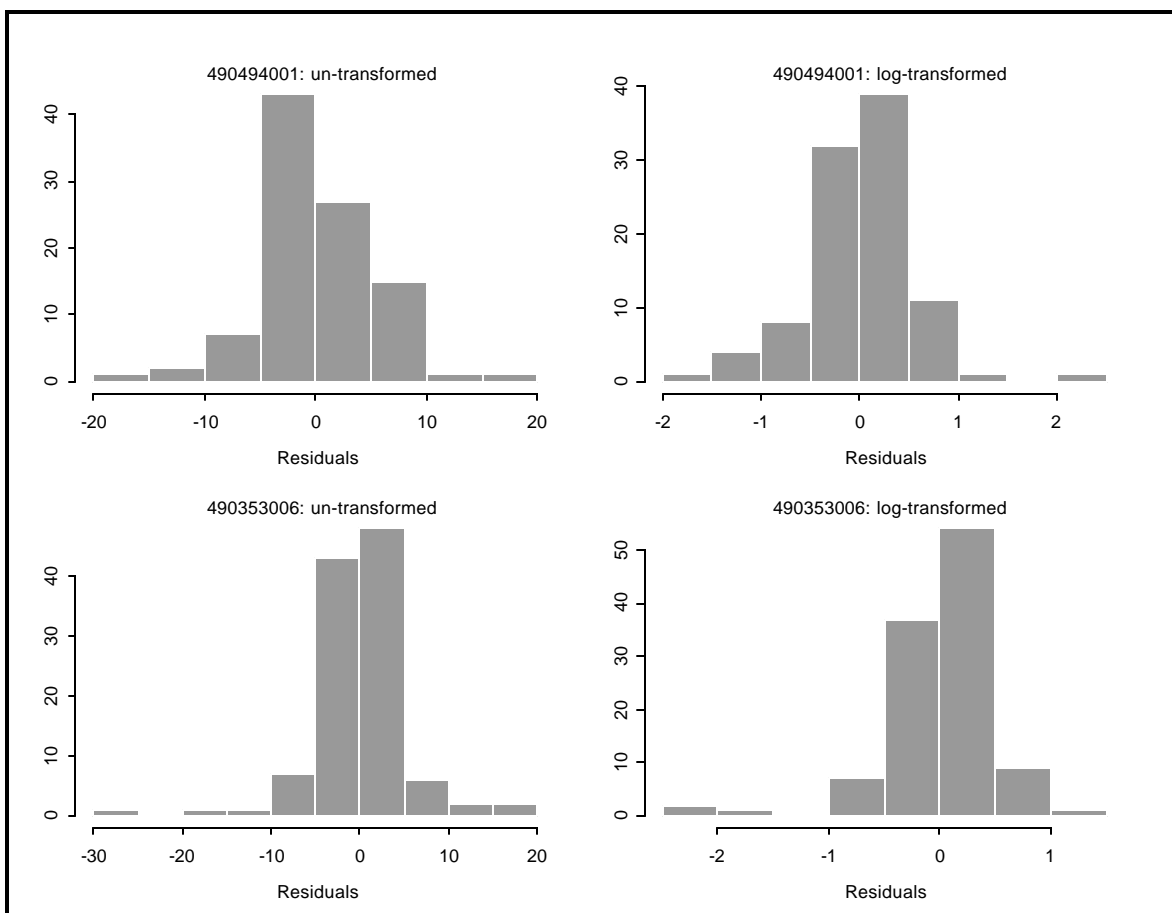 490494001: un-transformed
40
30
20
10
0
-20 -10 0 10 20
Residuals
490494001: log-transformed
40
30
20
10
0
-2 -1 0 1 2
Residuals
490353006: un-transformed
40
30
20
10
0
-30 -20 -10 0 10 20
Residuals
490353006: log-transformed
50
40
30
20
10
0
-2 -1 0 1
Residuals